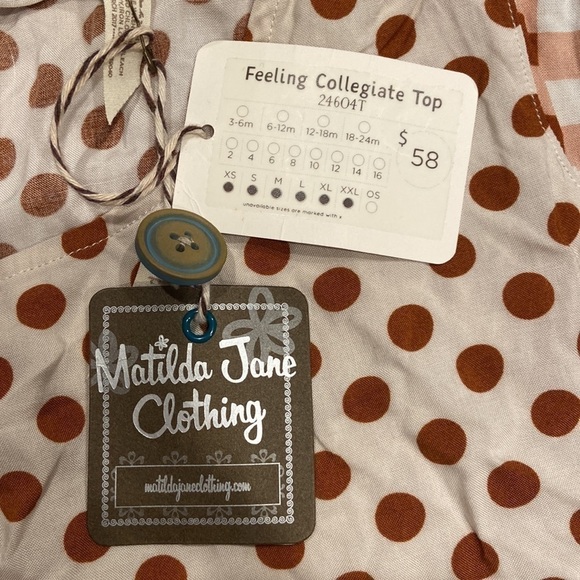 Feeling Collegiate Top
24604T
3-6m 6-12m 12-18m 18-24m
2 4 6 8 10 12 14 16
XS S M L XL XXL OS
unavailable sizes are marked with x
$58
Matilda Jane
Clothing
matildajaneclothing.com